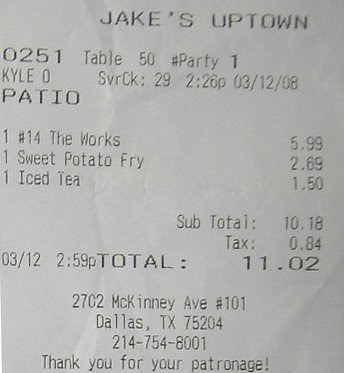 JAKE'S UPTOWN
0251 Table 50 #Party 1
KYLE O SvrCk: 29 2:26p 03/12/08
PATIO
1 #14 The Works 5.99
1 Sweet Potato Fry 2.69
1 Iced Tea 1.50
Sub Total: 10.18
Tax: 0.84
03/12 2:59pTOTAL: 11.02
2702 McKinney Ave #101
Dallas, TX 75204
214-754-8001
Thank you for your patronage!